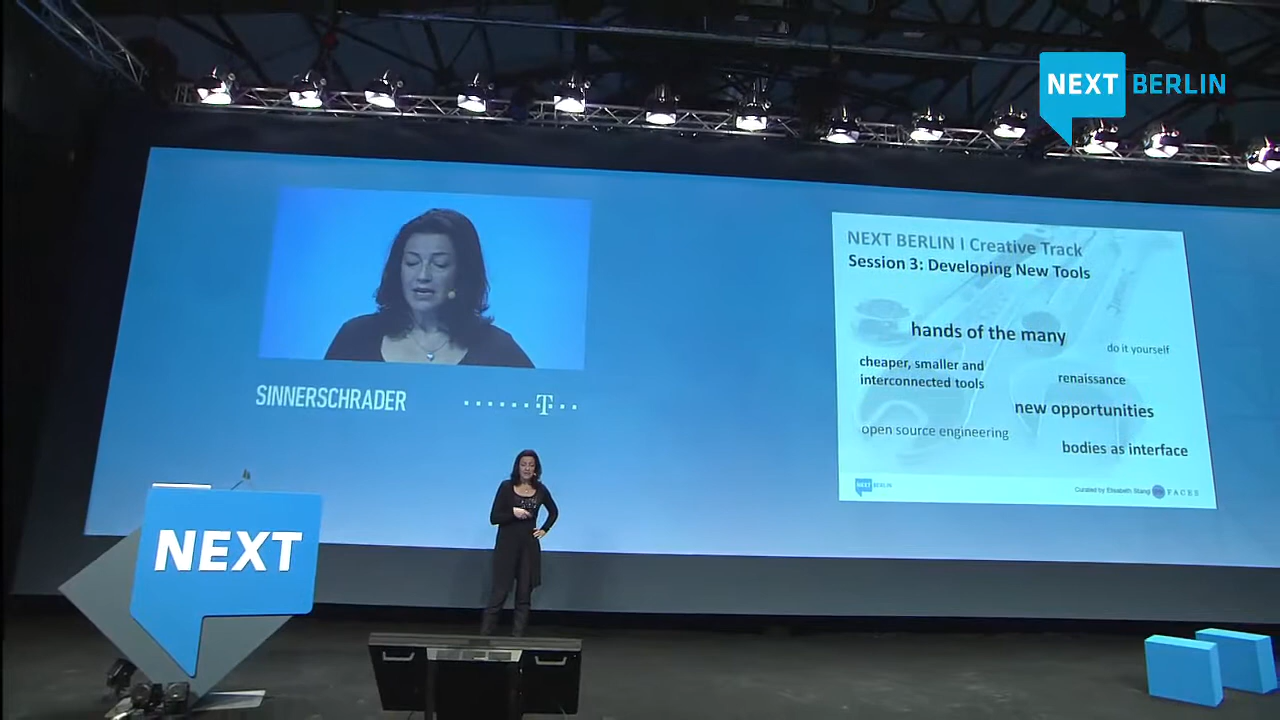 NEXT BERLIN
NEXT BERLIN I Creative Track
Session 3: Developing New Tools
hands of the many
do it yourself
cheaper, smaller and
interconnected tools
renaissance
new opportunities
open source engineering
bodies as interface
NEXT BERLIN
Curated by Elisabeth Stang
FACES
SINNERSCHRADER
T
NEXT